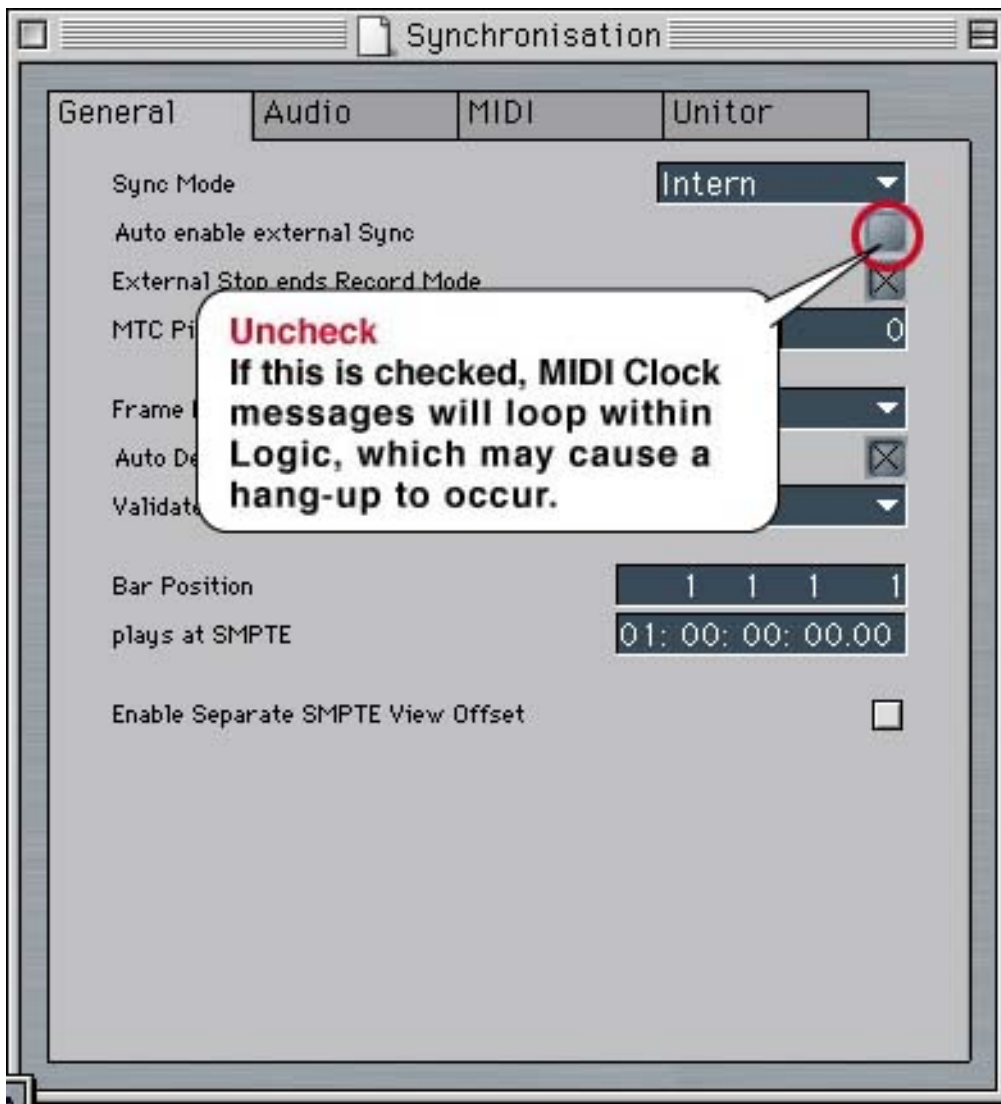 Synchronisation
General Audio MIDI Unitor
Sync Mode Intern
Auto enable external Sync
External Stop ends Record Mode
MTC 0
Uncheck
If this is checked, MIDI Clock
messages will loop within
Logic, which may cause a
hang-up to occur.
Frame
Auto
Validate
Bar Position 1 1 1 1
plays at SMPTE 01: 00: 00: 00.00
Enable Separate SMPTE View Offset